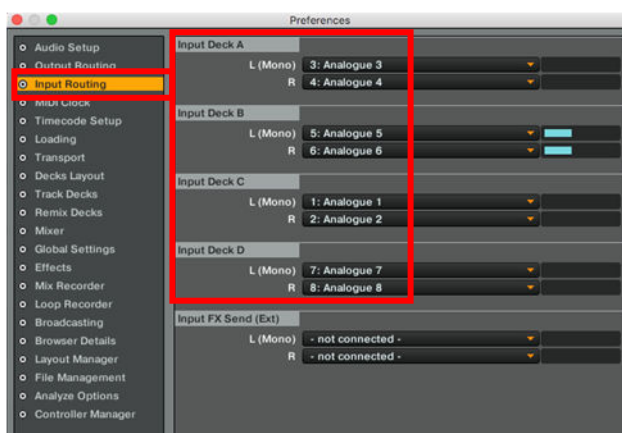 Preferences
Audio Setup
Output Routing
Input Routing
MIDI Clock
Timecode Setup
Loading
Transport
Decks Layout
Track Decks
Remix Decks
Mixer
Global Settings
Effects
Mix Recorder
Loop Recorder
Broadcasting
Browser Details
Layout Manager
File Management
Analyze Options
Controller Manager
Input Deck A
L (Mono) 3: Analogue 3
R 4: Analogue 4
Input Deck B
L (Mono) 5: Analogue 5
R 6: Analogue 6
Input Deck C
L (Mono) 1: Analogue 1
R 2: Analogue 2
Input Deck D
L (Mono) 7: Analogue 7
R 8: Analogue 8
Input FX Send (Ext)
L (Mono) - not connected -
R - not connected -